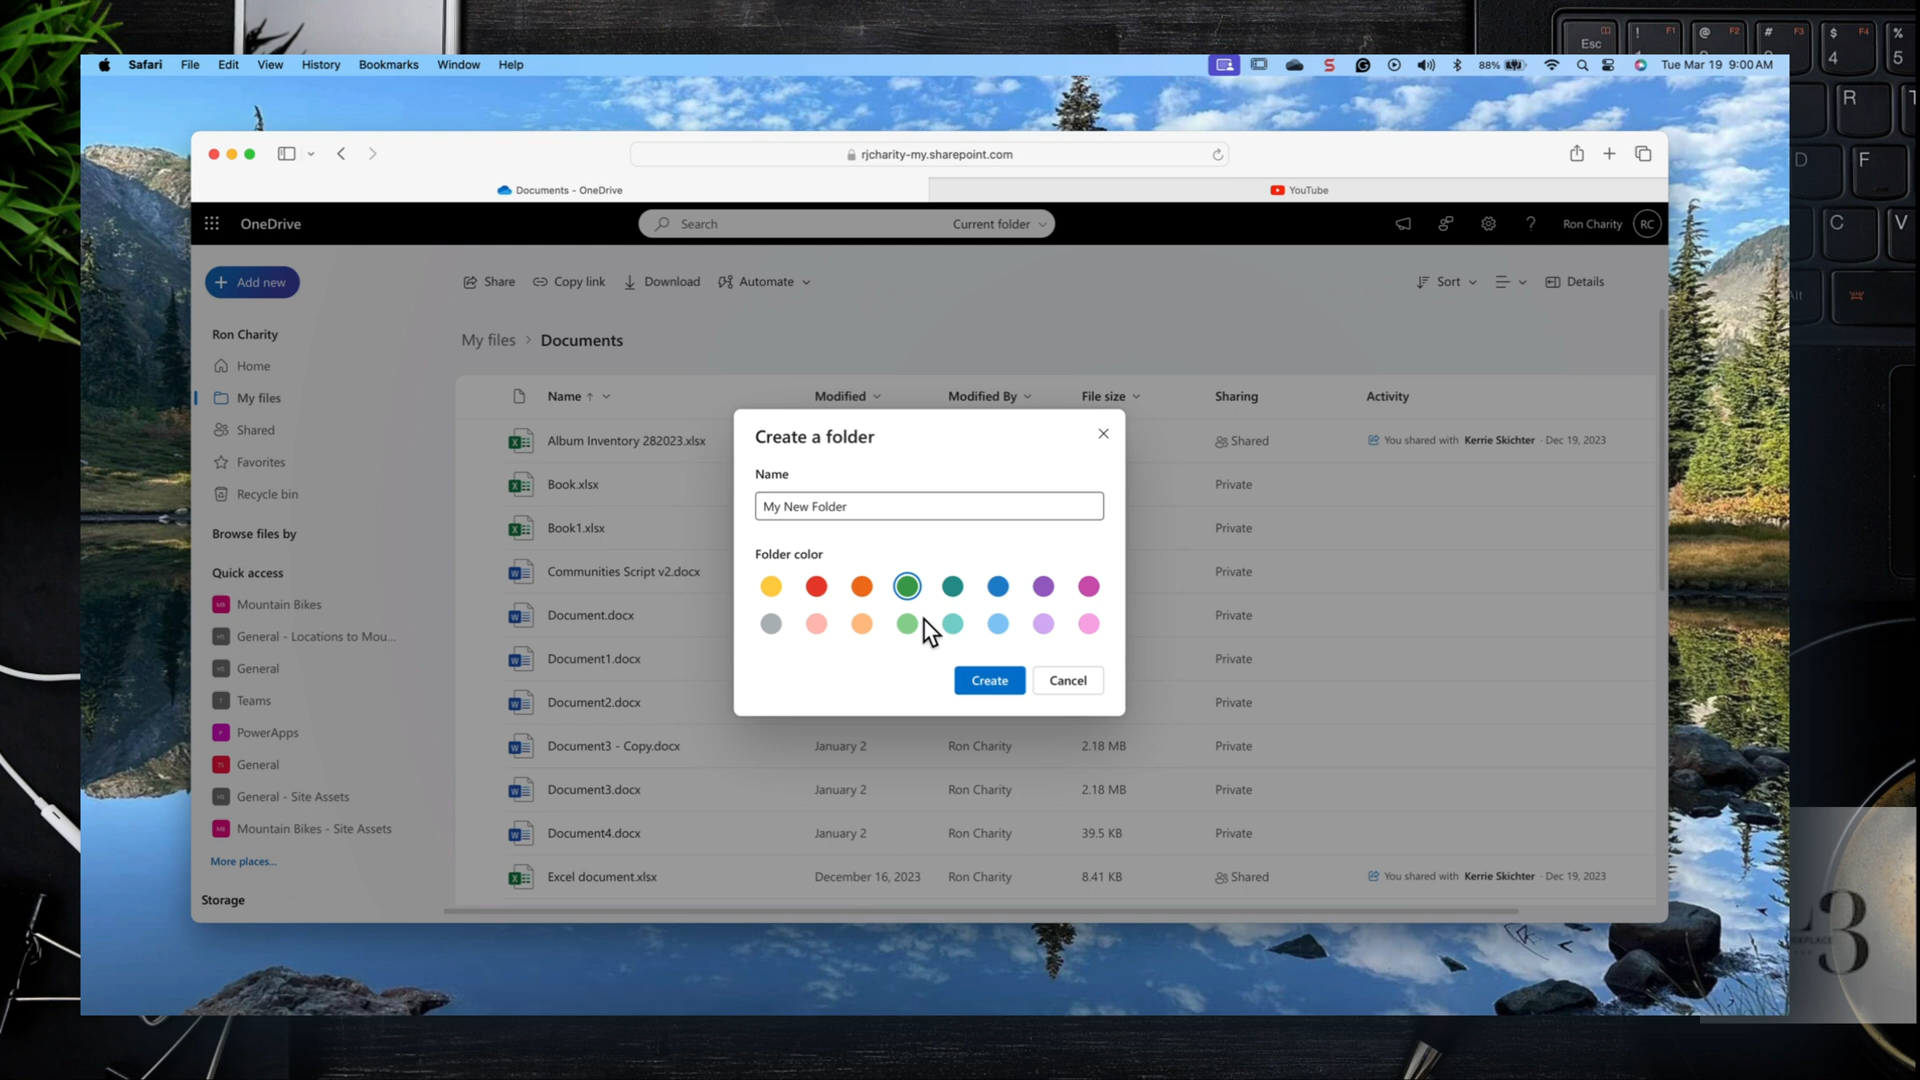 Safari File Edit View History Bookmarks Window Help
88% Tue Mar 19 9:00 AM
Esc ! F1 @ F2 # F3 $ F4 %
4 5
R
D F
C V
rjcharity-my.sharepoint.com
Documents - OneDrive
YouTube
OneDrive
Search Current folder
? Ron Charity RC
Add new
Share Copy link Download Automate
Sort Details
Ron Charity
Home
My files
Shared
Favorites
Recycle bin
Browse files by
Quick access
Mountain Bikes
General - Locations to Mou...
General
Teams
PowerApps
General
General - Site Assets
Mountain Bikes - Site Assets
More places...
Storage
My files > Documents
Name Modified Modified By File size Sharing Activity
Album Inventory 282023.xlsx Shared You shared with Kerrie Skichter · Dec 19, 2023
Book.xlsx Private
Book1.xlsx Private
Communities Script v2.docx Private
Document.docx Private
Document1.docx Private
Document2.docx Private
Document3 - Copy.docx January 2 Ron Charity 2.18 MB Private
Document3.docx January 2 Ron Charity 2.18 MB Private
Document4.docx January 2 Ron Charity 39.5 KB Private
Excel document.xlsx December 16, 2023 Ron Charity 8.41 KB Shared You shared with Kerrie Skichter · Dec 19, 2023
Create a folder
Name
My New Folder
Folder color
Create Cancel
3